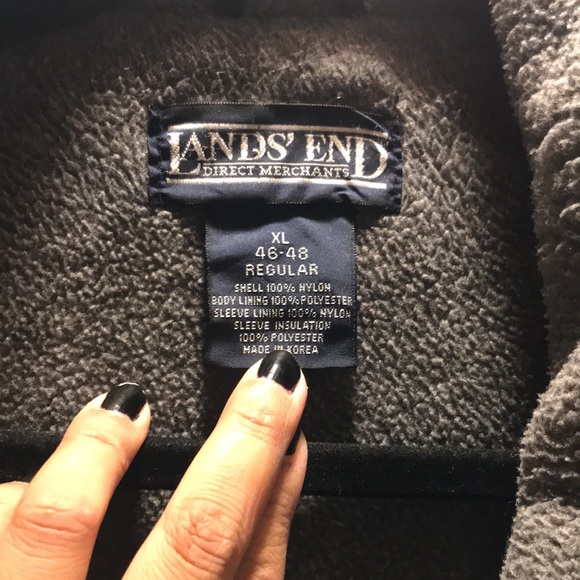 LANDS' END
DIRECT MERCHANTS
XL
46-48
REGULAR
SHELL 100% NYLON
BODY LINING 100% POLYESTER
SLEEVE LINING 100% NYLON
SLEEVE INSULATION
100% POLYESTER
MADE IN KOREA